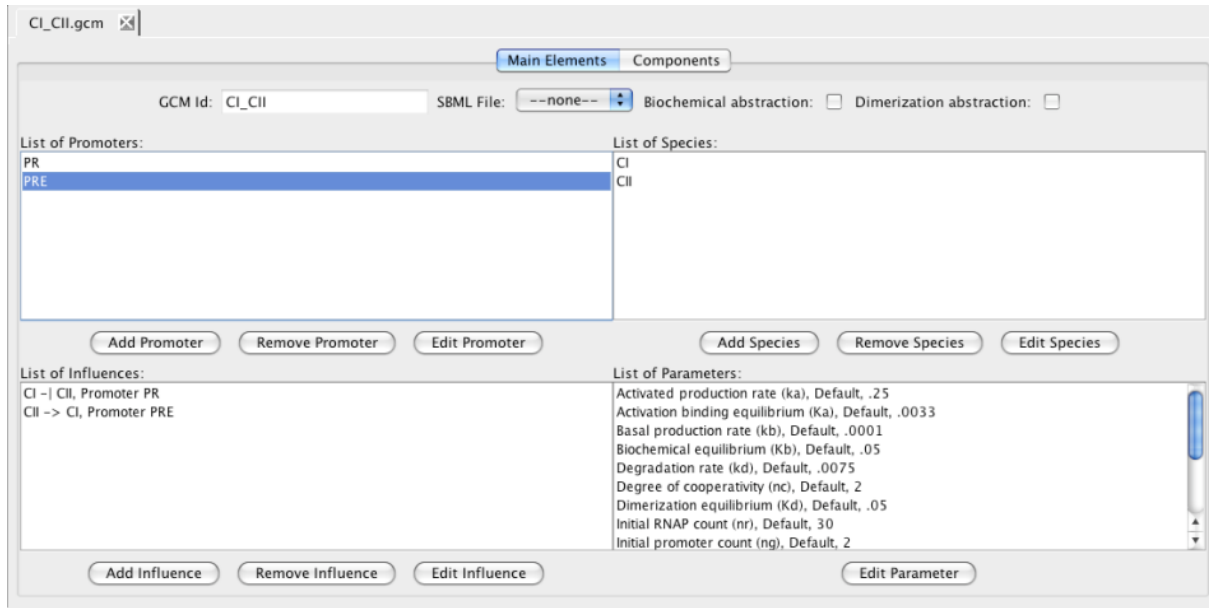 CI_CII.gcm
Main Elements Components
GCM Id: CI_CII SBML File: --none-- Biochemical abstraction: Dimerization abstraction:
List of Promoters:
PR
PRE
Add Promoter Remove Promoter Edit Promoter
List of Species:
CI
CII
Add Species Remove Species Edit Species
List of Influences:
CI -| CII, Promoter PR
CII -> CI, Promoter PRE
Add Influence Remove Influence Edit Influence
List of Parameters:
Activated production rate (ka), Default, .25
Activation binding equilibrium (Ka), Default, .0033
Basal production rate (kb), Default, .0001
Biochemical equilibrium (Kb), Default, .05
Degradation rate (kd), Default, .0075
Degree of cooperativity (nc), Default, 2
Dimerization equilibrium (Kd), Default, .05
Initial RNAP count (nr), Default, 30
Initial promoter count (ng), Default, 2
Edit Parameter